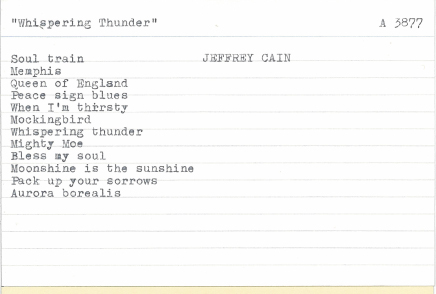 "Whispering Thunder" A 3877
Soul train JEFFREY CAIN
Memphis
Queen of England
Peace sign blues
When I'm thirsty
Mockingbird
Whispering thunder
Mighty Moe
Bless my soul
Moonshine is the sunshine
Pack up your sorrows
Aurora borealis